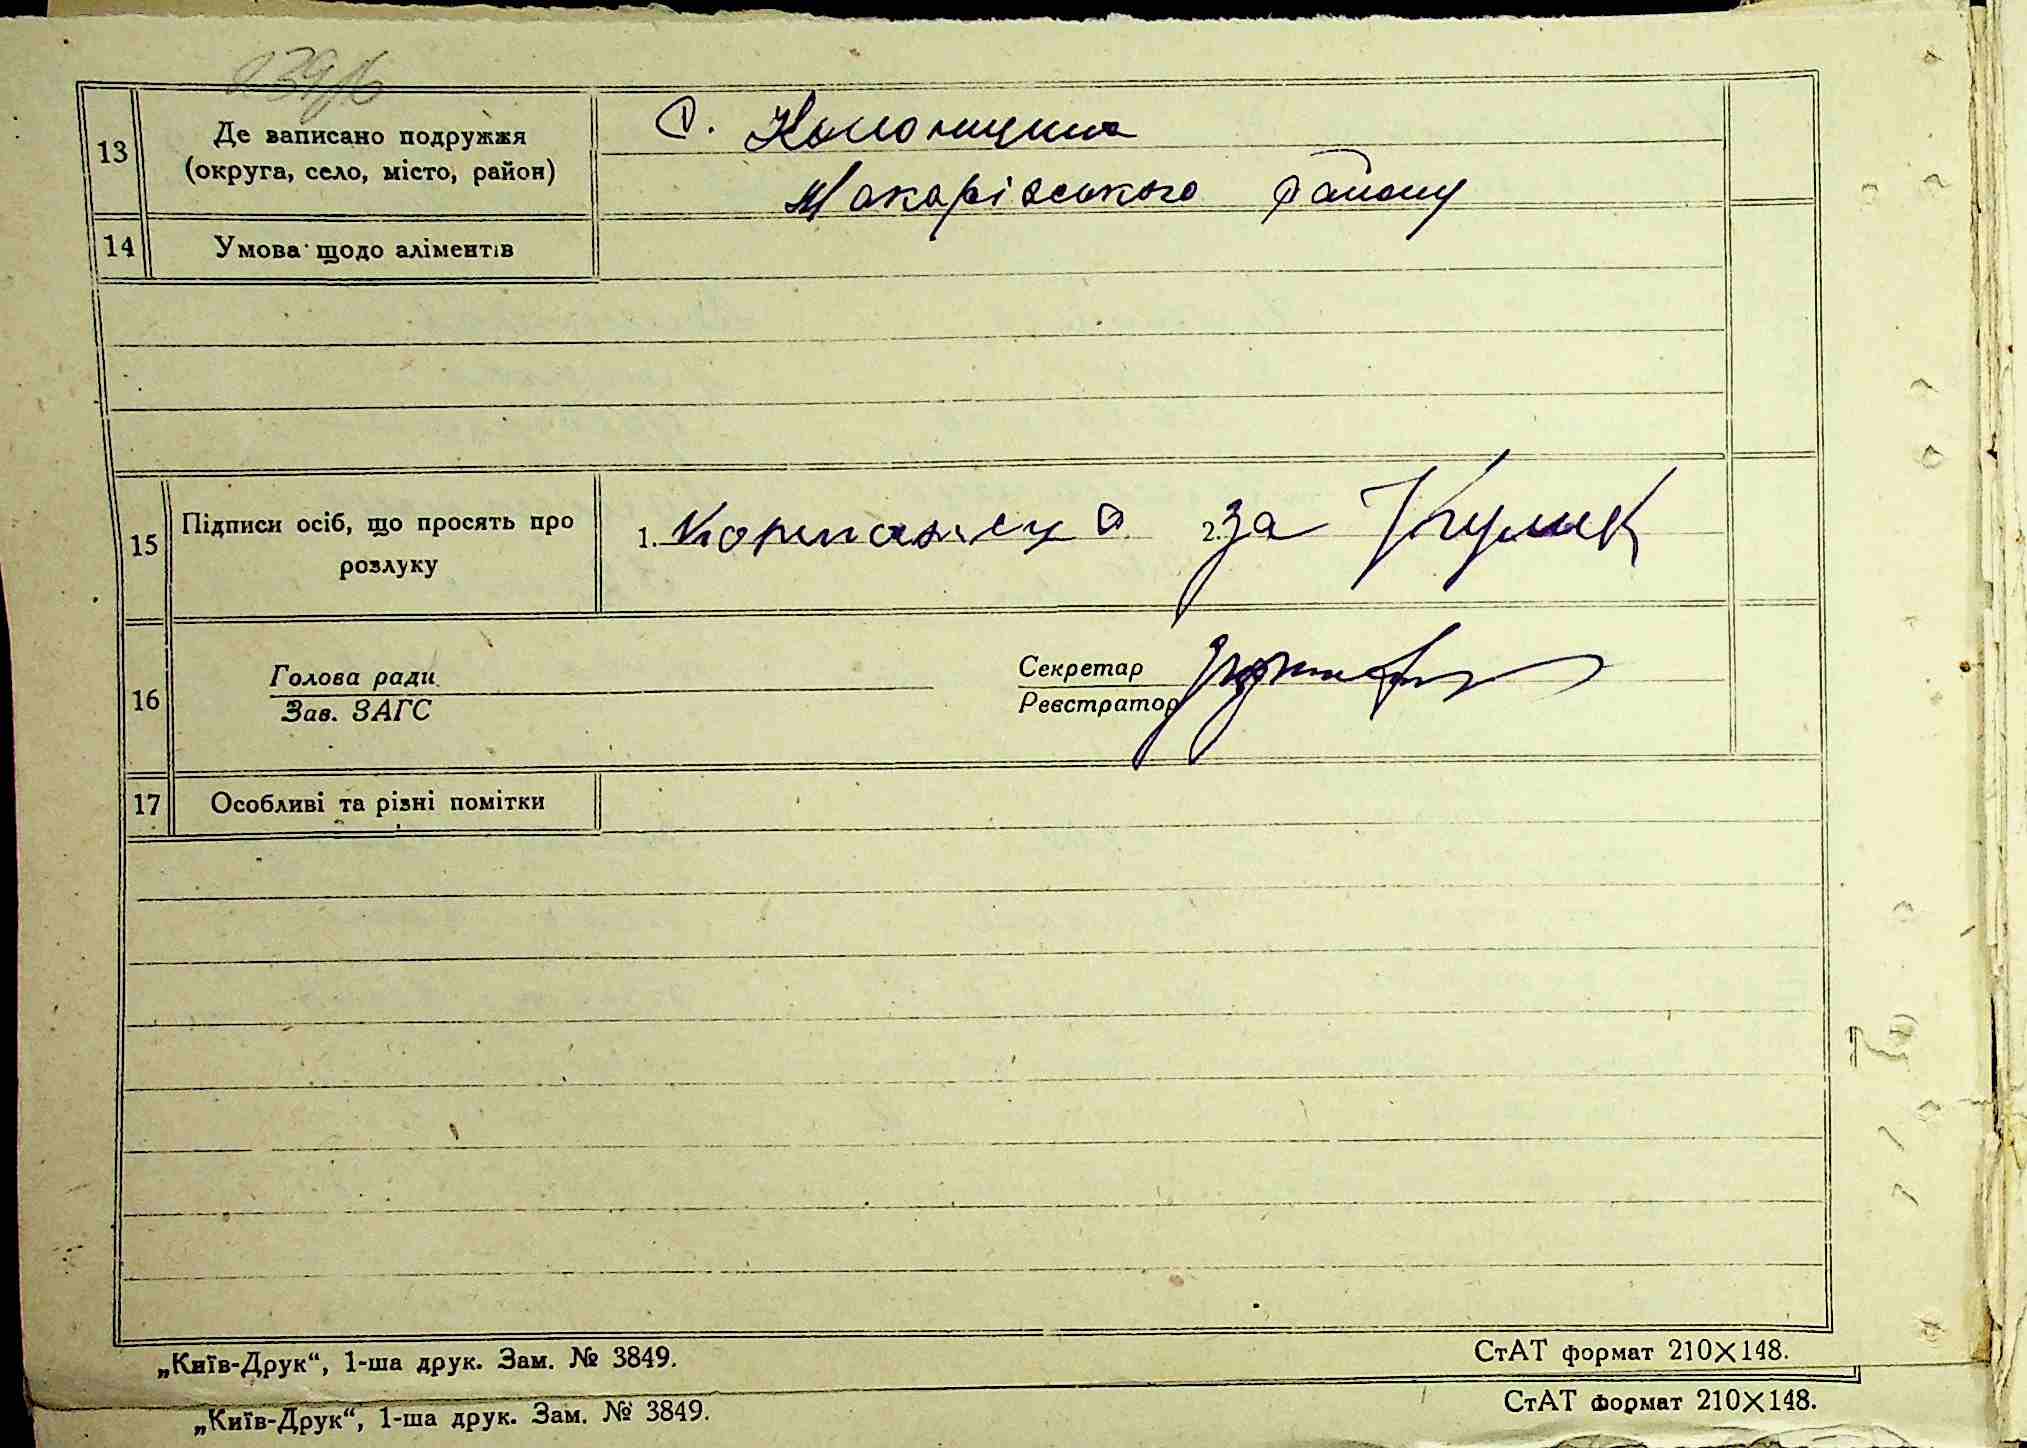 239/16
13
Де записано подружжя
(округа, село, місто, район)
с. Колонщина
Макарівського району
14
Умова щодо аліментів
15
Підписи осіб, що просять про
розлуку
1.
2. за Кулик
16
Голова ради
Зав. ЗАГС
Секретар
Реєстратор
17
Особливі та різні помітки
„Київ-Друк“, 1-ша друк. Зам. № 3849.
СтАТ формат 210×148.
„Київ-Друк“, 1-ша друк. Зам. № 3849.
СтАТ формат 210×148.